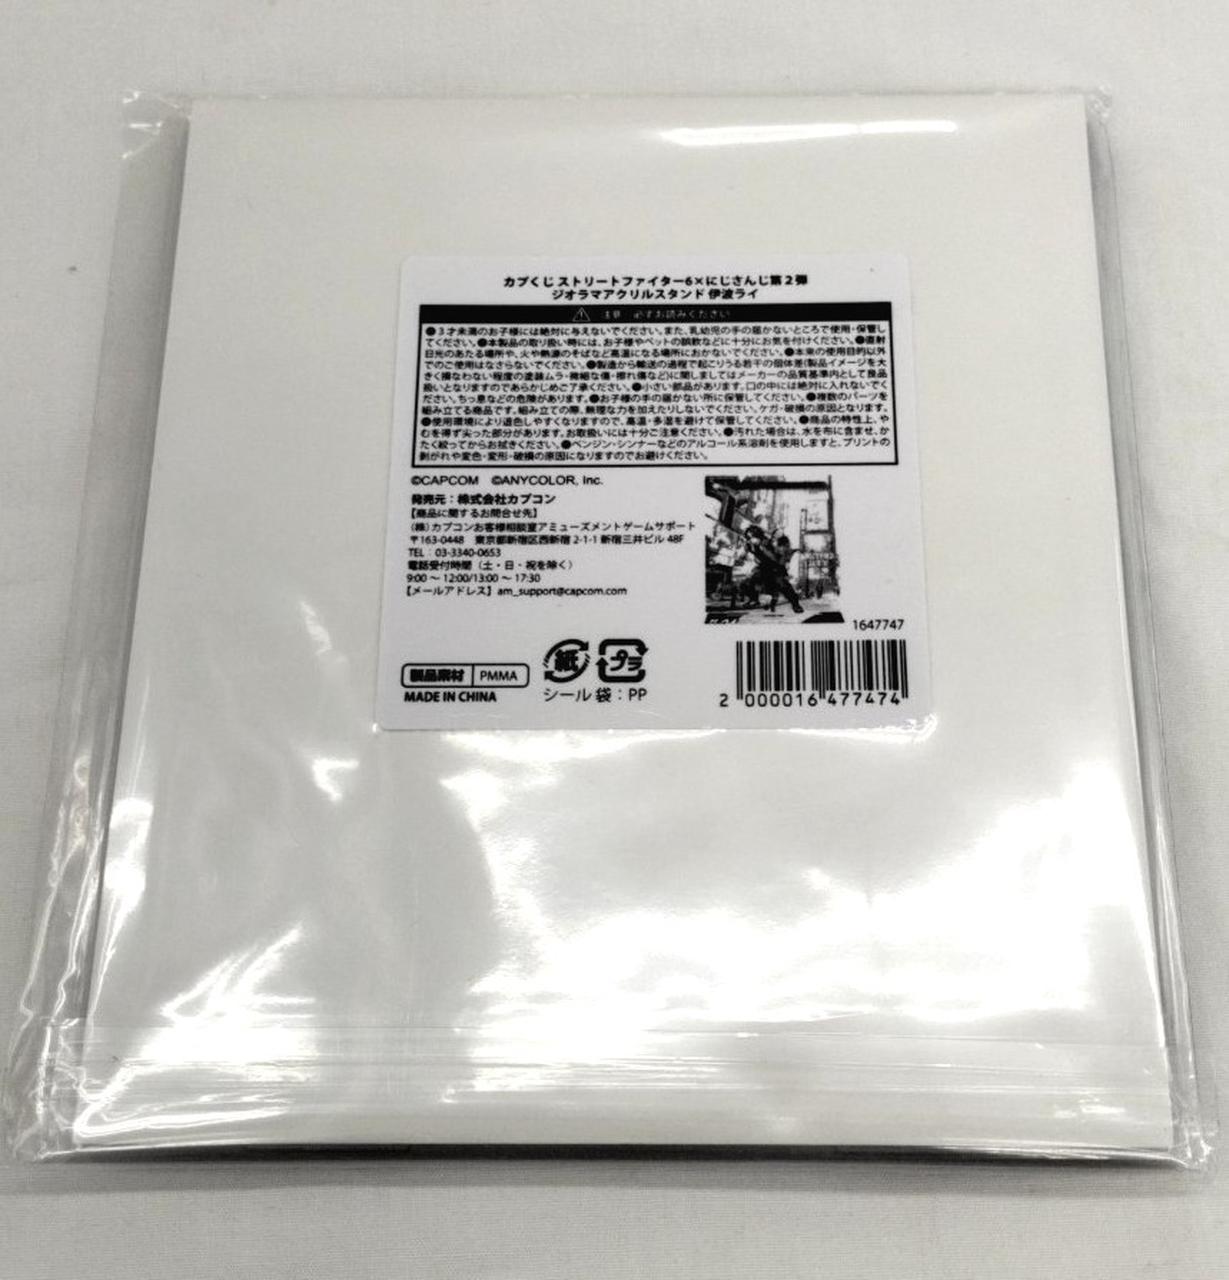 カプくじ ストリートファイター6×にじさんじ第2弾
ジオラマアクリルスタンド 伊波ライ
注意 必ずお読みください
●3才未満のお子様には絶対に与えないでください。また、乳幼児の手の届かないところで使用・保管し
てください。●本製品の取り扱い時には、お子様やペットの誤飲などに十分にお気を付けください。●直射
日光のあたる場所や、火や熱源のそばなど高温になる場所におかないでください。●本来の使用目的以外
でのご使用はなさらないでください。●製造から輸送の過程で起こりうる若干の個体差(製品イメージを大
きく損なわない程度の塗装ムラ・微細な傷・擦れ傷など)に関しましてはメーカーの品質基準内として良品
扱いとなりますのであらかじめご了承ください。●小さい部品があります。口の中には絶対に入れないでく
ださい。ちっ息などの危険があります。●お子様の手の届かない所に保管してください。●複数のパーツを
組み立てる商品です。組み立ての際、無理な力を加えたりしないでください。ケガ・破損の原因となります。
●使用環境により退色しやすくなりますので、高温・多湿を避けて保管してください。●商品の特性上、や
むを得ず尖った部分があります。お取扱いには十分ご注意ください。●汚れた場合は、水を布に含ませ、か
たく絞ってからお拭きください。●ベンジン・シンナーなどのアルコール系溶剤を使用しますと、プリントの
剥がれや変色・変形・破損の原因になりますのでお避けください。
©CAPCOM ©ANYCOLOR, Inc.
発売元:株式会社カプコン
【商品に関するお問合せ先】
(株)カプコンお客様相談室アミューズメントゲームサポート
〒163-0448 東京都新宿区西新宿 2-1-1 新宿三井ビル 48F
TEL:03-3340-0653
電話受付時間(土・日・祝を除く)
9:00 ～ 12:00/13:00 ～ 17:30
【メールアドレス】am_support@capcom.com
1647747
製品素材 PMMA
紙 プラ
MADE IN CHINA
シール 袋:PP
2 000016 477474